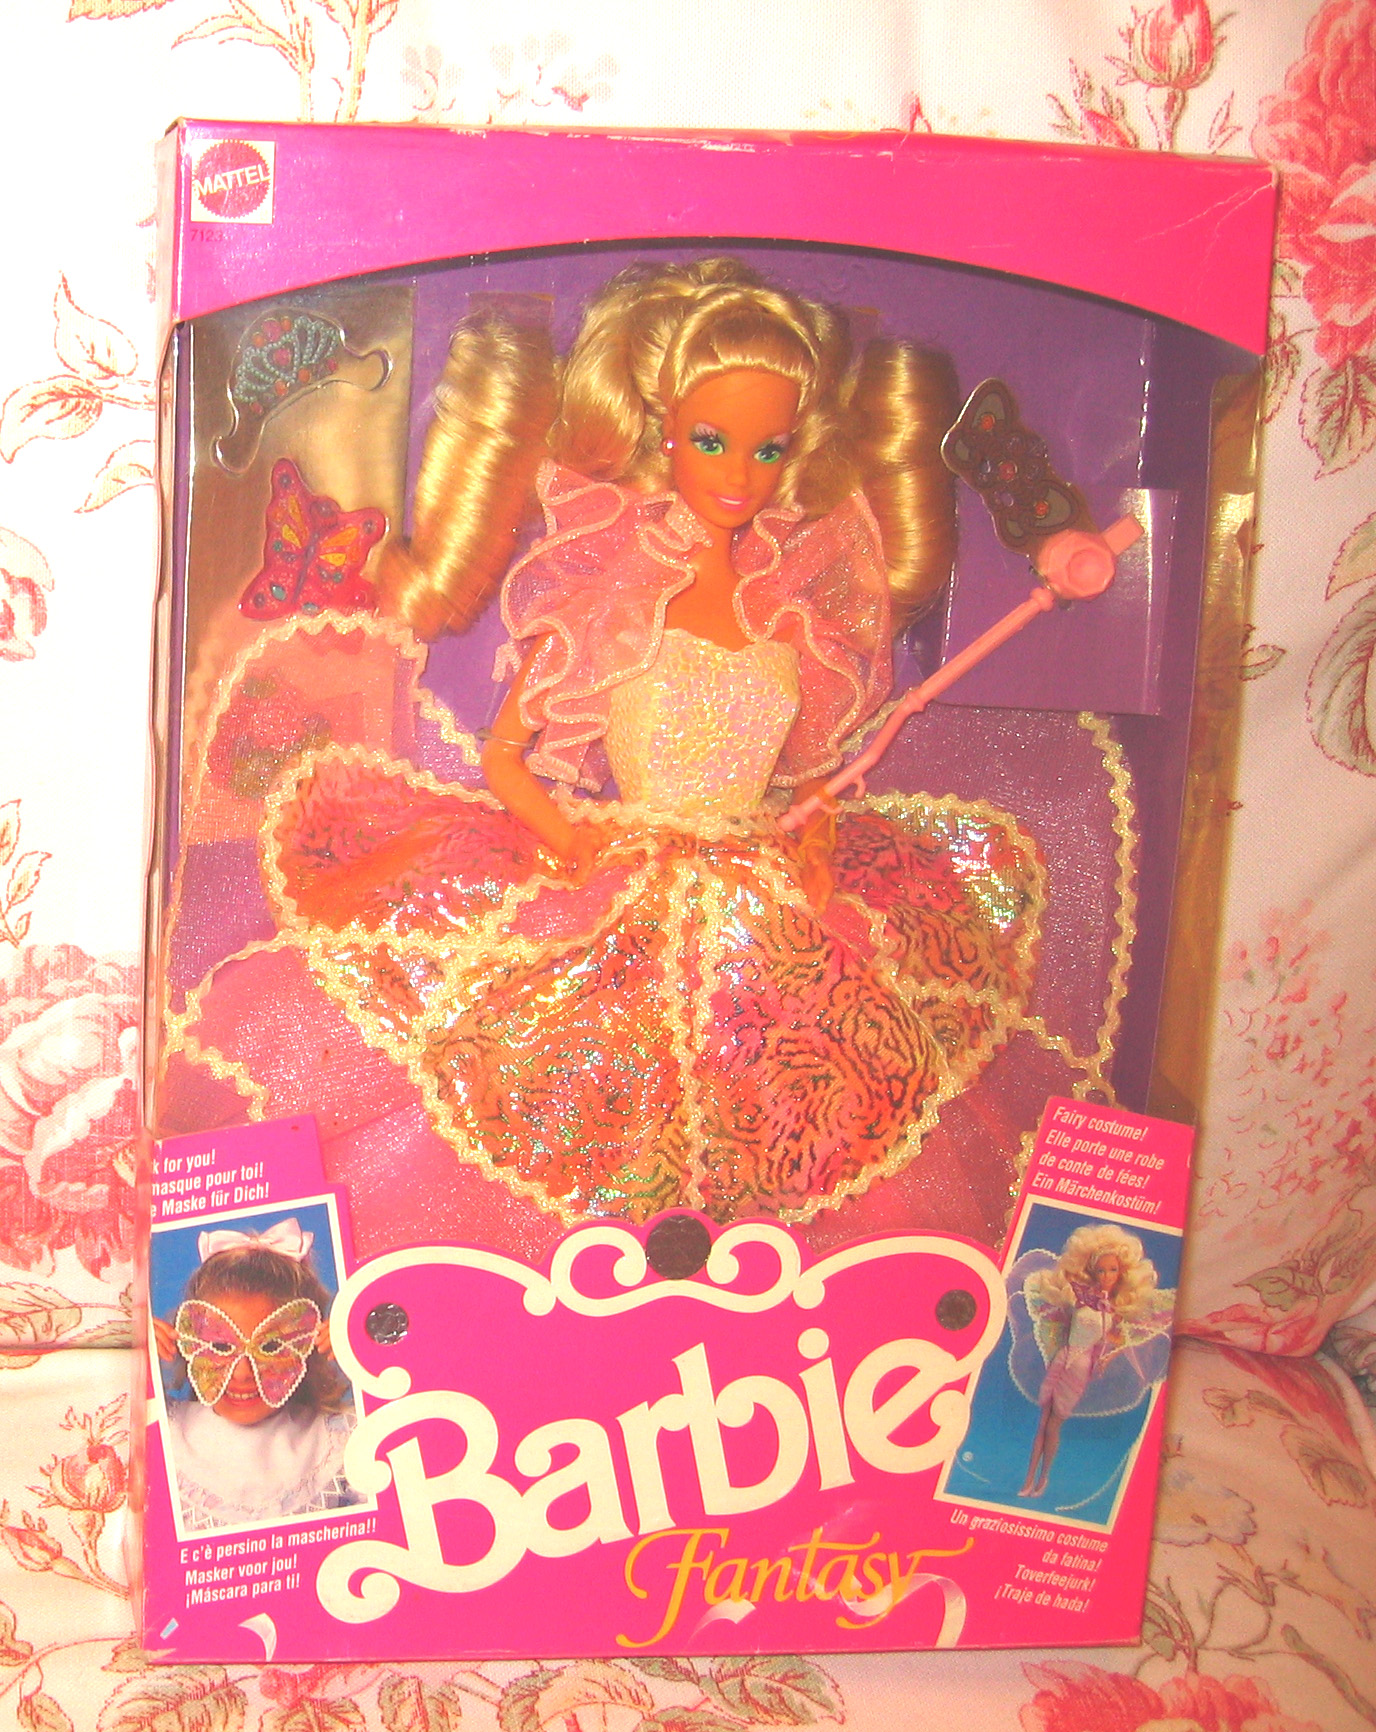 MATTEL
7123
k for you!
masque pour toi!
e Maske für Dich!
Fairy costume!
Elle porte une robe
de conte de fées!
Ein Märchenkostüm!
Barbie
Fantasy
E c'è persino la mascherina!!
Masker voor jou!
¡Máscara para ti!
Un graziosissimo costume
da fatina!
Toverfeejurk!
¡Traje de hada!